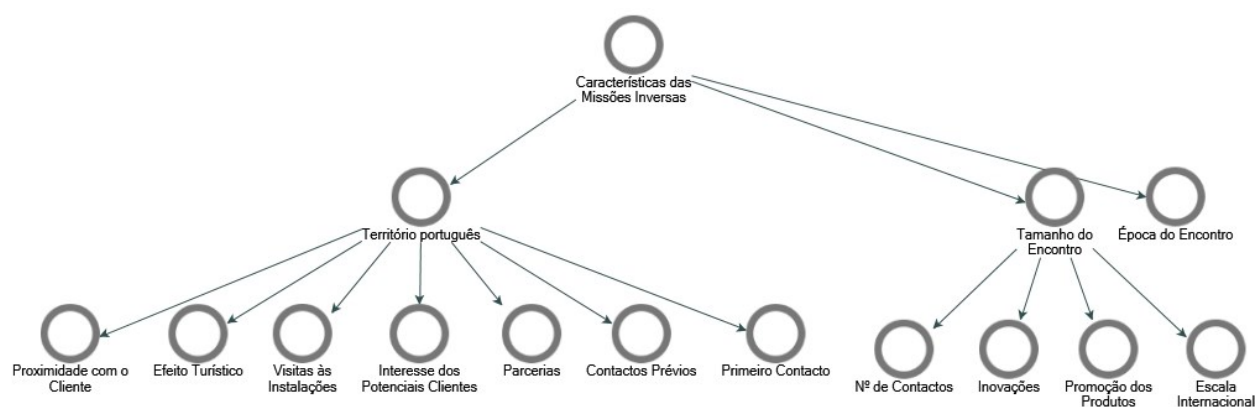 Características das
Missões Inversas
Território português
Tamanho do
Encontro
Época do Encontro
Proximidade com o
Cliente
Efeito Turístico
Visitas às
Instalações
Interesse dos
Potenciais Clientes
Parcerias
Contactos Prévios
Primeiro Contacto
Nº de Contactos
Inovações
Promoção dos
Produtos
Escala
Internacional